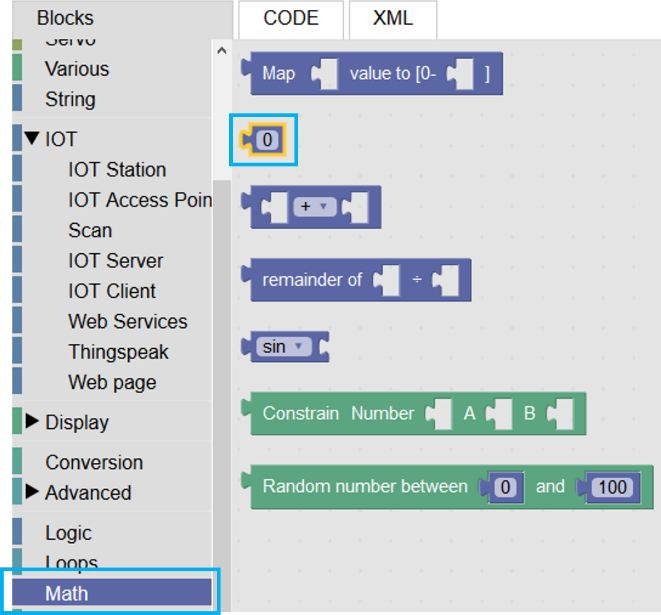 Blocks
CODE
XML
Servo
Various
String
IOT
IOT Station
IOT Access Poin
Scan
IOT Server
IOT Client
Web Services
Thingspeak
Web page
Display
Conversion
Advanced
Logic
Loops
Math
Map value to [0- ]
0
+
remainder of ÷
sin
Constrain Number A B
Random number between 0 and 100